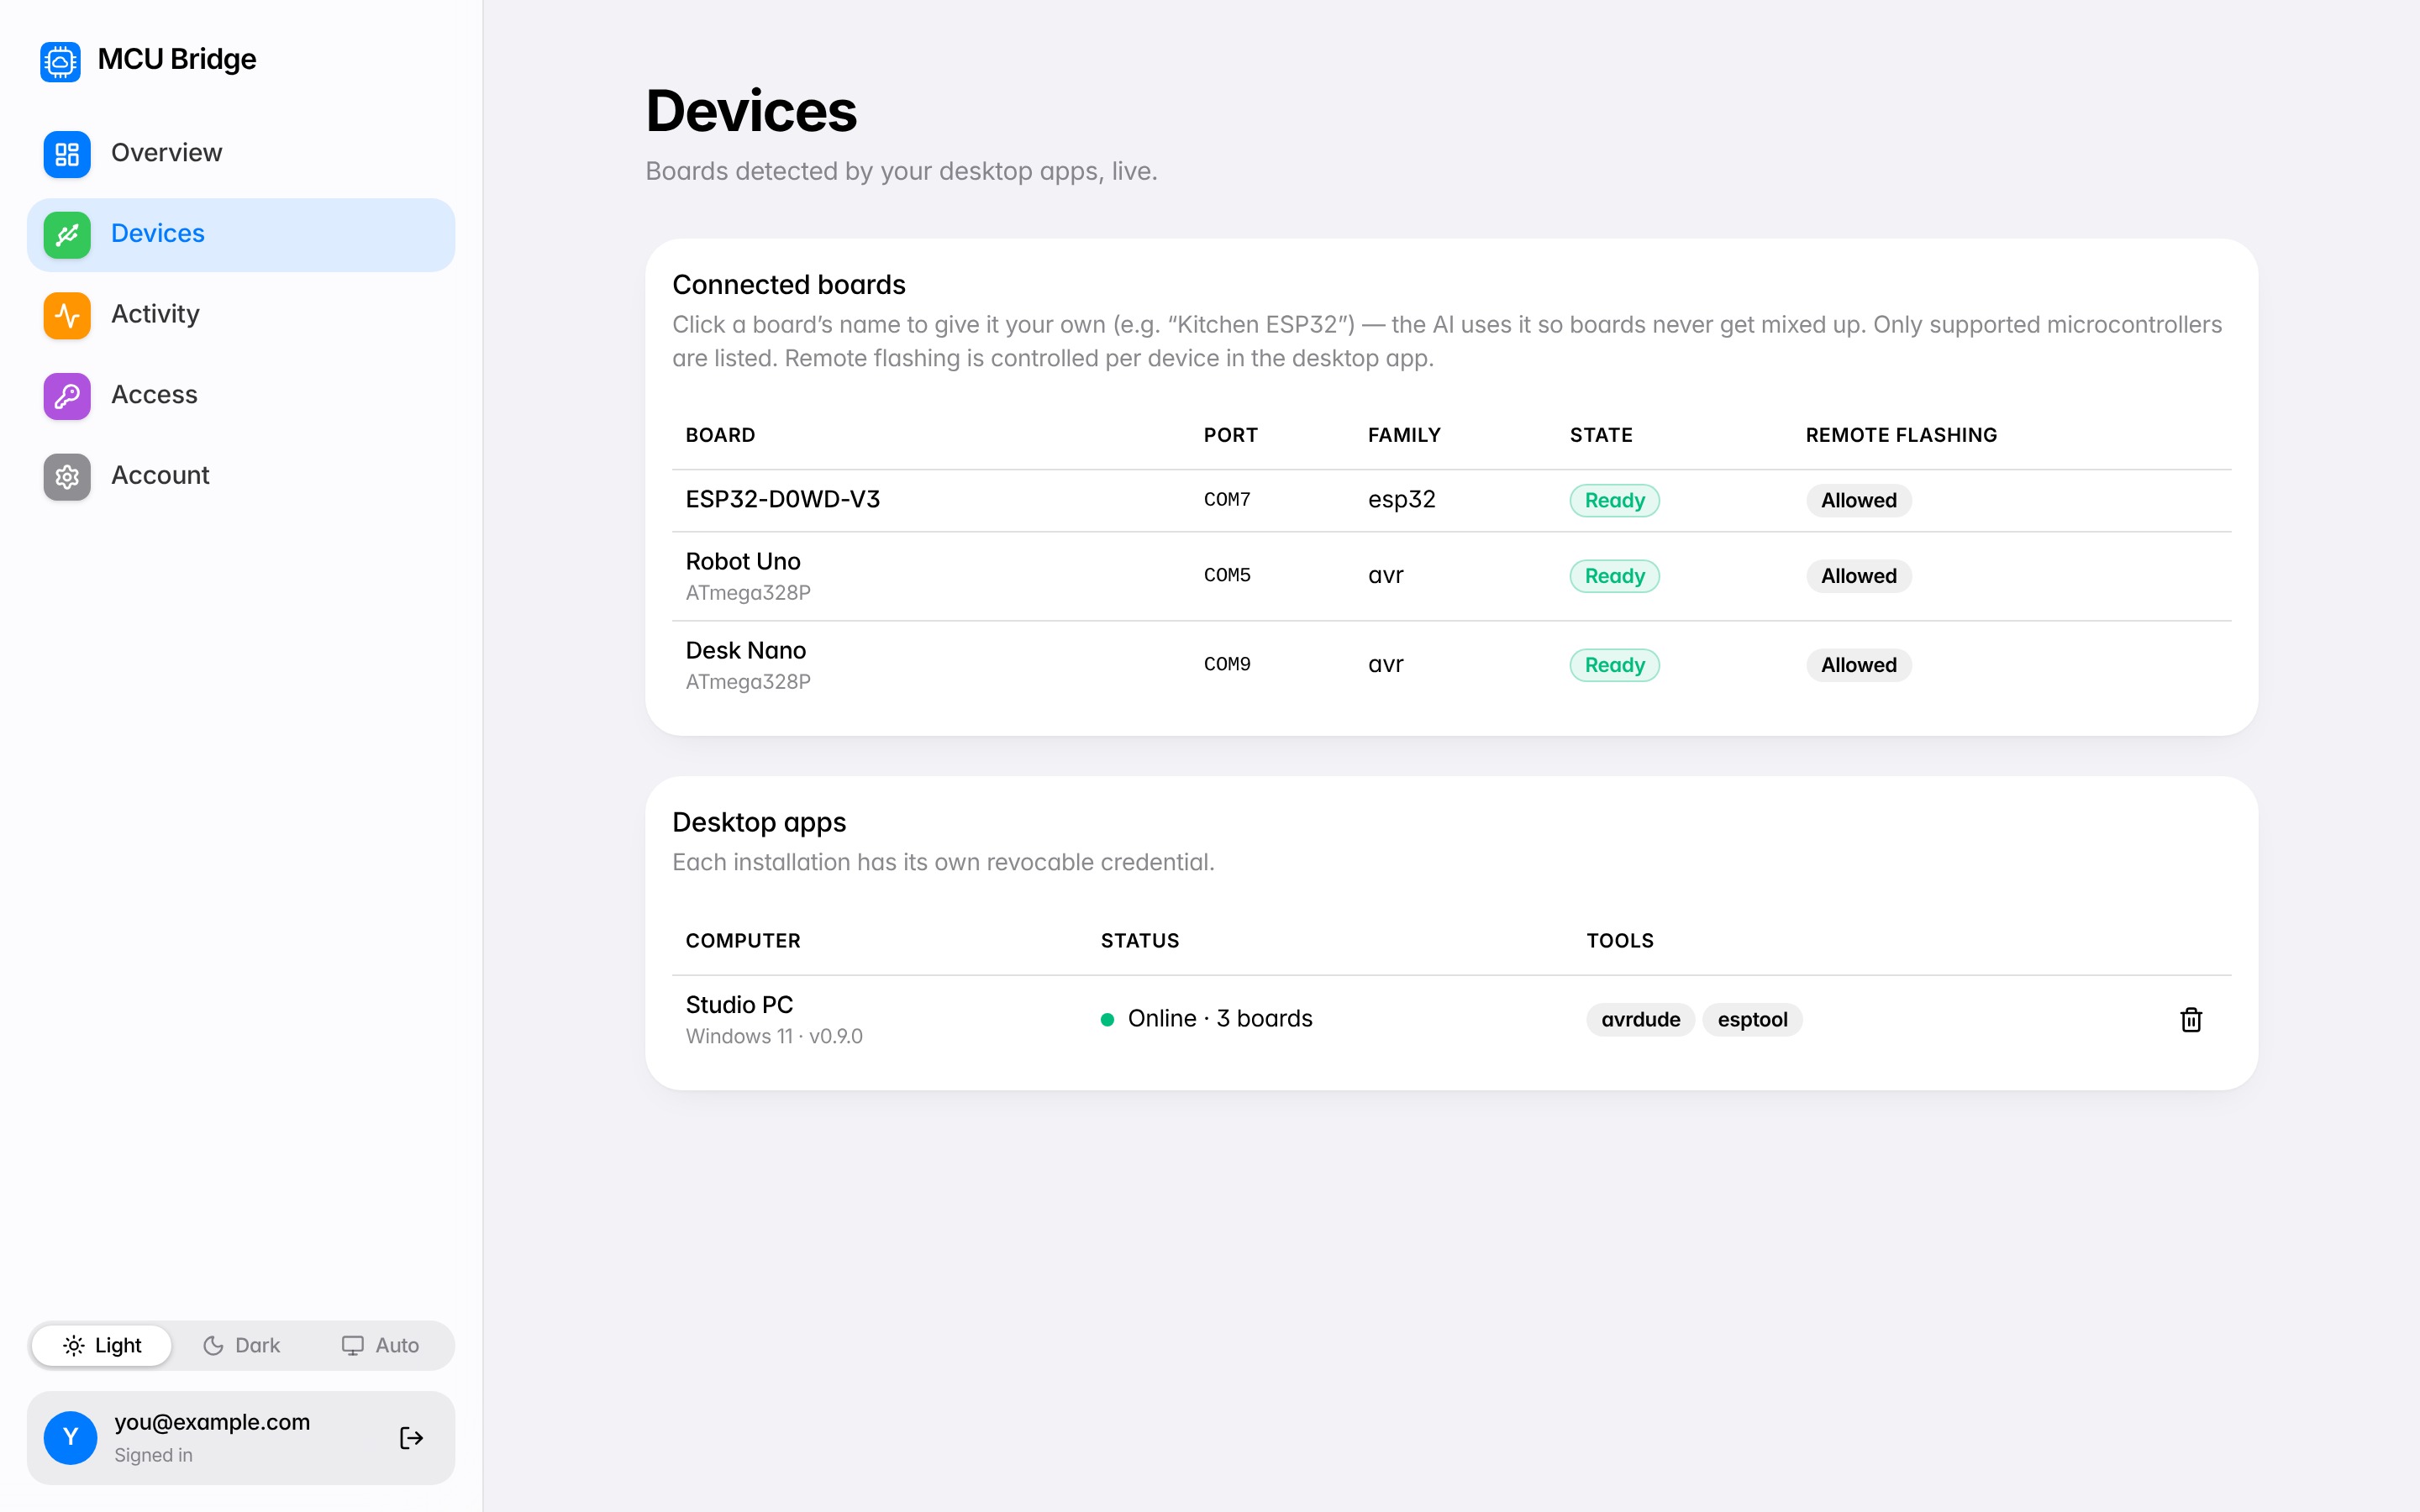 MCU Bridge
Overview
Devices
Activity
Access
Account
Light
Dark
Auto
Y
you@example.com
Signed in
Devices
Boards detected by your desktop apps, live.
Connected boards
Click a board’s name to give it your own (e.g. “Kitchen ESP32”) — the AI uses it so boards never get mixed up. Only supported microcontrollers
are listed. Remote flashing is controlled per device in the desktop app.
BOARD PORT FAMILY STATE REMOTE FLASHING
ESP32-D0WD-V3 COM7 esp32 Ready Allowed
Robot Uno
ATmega328P
COM5 avr Ready Allowed
Desk Nano
ATmega328P
COM9 avr Ready Allowed
Desktop apps
Each installation has its own revocable credential.
COMPUTER STATUS TOOLS
Studio PC
Windows 11 · v0.9.0
Online · 3 boards avrdude esptool